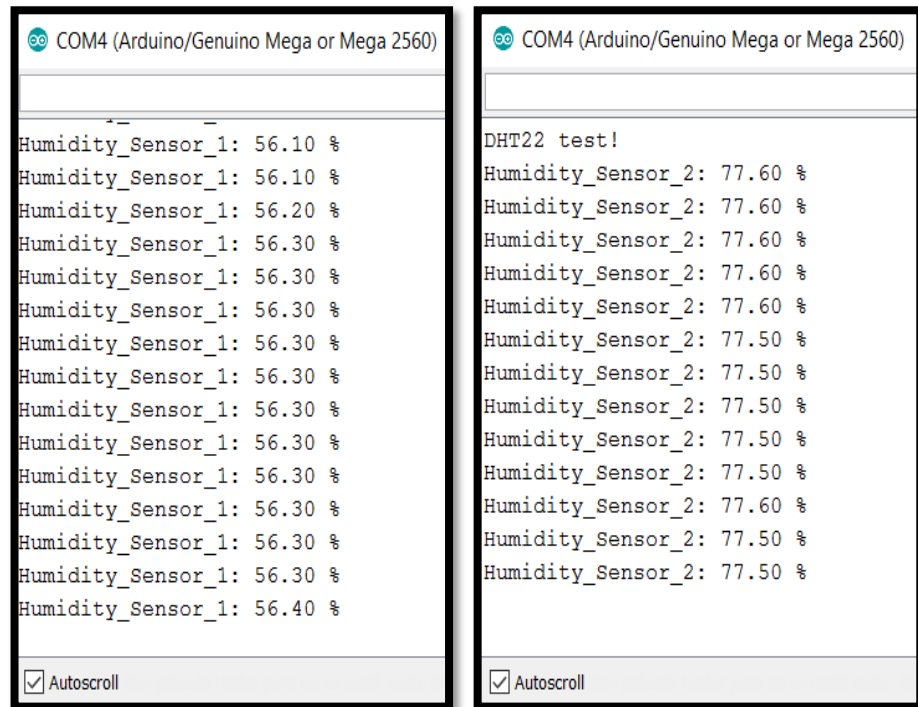 COM4 (Arduino/Genuino Mega or Mega 2560)
Humidity_Sensor_1: 56.10 %
Humidity_Sensor_1: 56.10 %
Humidity_Sensor_1: 56.20 %
Humidity_Sensor_1: 56.30 %
Humidity_Sensor_1: 56.30 %
Humidity_Sensor_1: 56.30 %
Humidity_Sensor_1: 56.30 %
Humidity_Sensor_1: 56.30 %
Humidity_Sensor_1: 56.30 %
Humidity_Sensor_1: 56.30 %
Humidity_Sensor_1: 56.30 %
Humidity_Sensor_1: 56.30 %
Humidity_Sensor_1: 56.30 %
Humidity_Sensor_1: 56.30 %
Humidity_Sensor_1: 56.40 %
Autoscroll
COM4 (Arduino/Genuino Mega or Mega 2560)
DHT22 test!
Humidity_Sensor_2: 77.60 %
Humidity_Sensor_2: 77.60 %
Humidity_Sensor_2: 77.60 %
Humidity_Sensor_2: 77.60 %
Humidity_Sensor_2: 77.60 %
Humidity_Sensor_2: 77.50 %
Humidity_Sensor_2: 77.50 %
Humidity_Sensor_2: 77.50 %
Humidity_Sensor_2: 77.50 %
Humidity_Sensor_2: 77.50 %
Humidity_Sensor_2: 77.60 %
Humidity_Sensor_2: 77.50 %
Humidity_Sensor_2: 77.50 %
Autoscroll